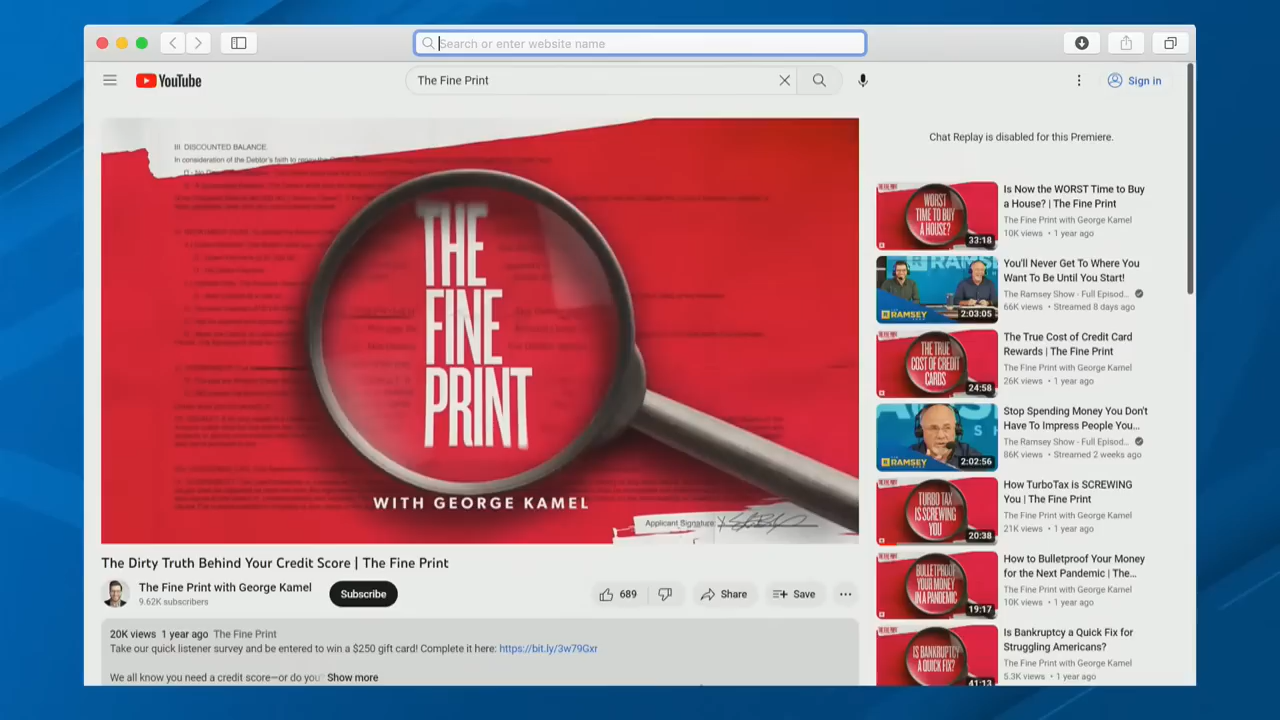 Search or enter website name
YouTube
The Fine Print
Sign in
III DISCOUNTED BALANCE.
THE
FINE
PRINT
WITH GEORGE KAMEL
Applicant Signature
The Dirty Truth Behind Your Credit Score | The Fine Print
The Fine Print with George Kamel
9.62K subscribers
Subscribe
689
Share
Save
20K views 1 year ago The Fine Print
Take our quick listener survey and be entered to win a $250 gift card! Complete it here: https://bit.ly/3w79Gxr
We all know you need a credit score—or do you? Show more
Chat Replay is disabled for this Premiere.
WORST
TIME TO BUY
A HOUSE?
33:18
Is Now the WORST Time to Buy
a House? | The Fine Print
The Fine Print with George Kamel
10K views • 1 year ago
RAMSEY
2:03:05
You'll Never Get To Where You
Want To Be Until You Start!
The Ramsey Show - Full Episod...
66K views • Streamed 8 days ago
THE TRUE
COST OF CREDIT
CARDS
24:58
The True Cost of Credit Card
Rewards | The Fine Print
The Fine Print with George Kamel
26K views • 1 year ago
RAMSEY
2:02:56
Stop Spending Money You Don't
Have To Impress People You...
The Ramsey Show - Full Episod...
86K views • Streamed 2 weeks ago
TURBO TAX
IS SCREWING
YOU
20:38
How TurboTax is SCREWING
You | The Fine Print
The Fine Print with George Kamel
21K views • 1 year ago
BULLETPROOF
YOUR MONEY
IN A PANDEMIC
19:17
How to Bulletproof Your Money
for the Next Pandemic | The...
The Fine Print with George Kamel
10K views • 1 year ago
IS BANKRUPTCY
A QUICK FIX?
41:13
Is Bankruptcy a Quick Fix for
Struggling Americans?
The Fine Print with George Kamel
5.3K views • 1 year ago